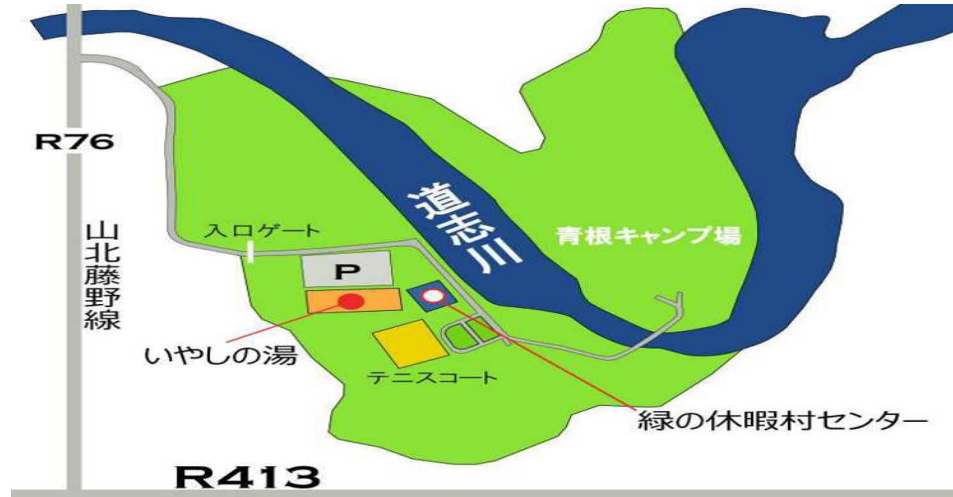 R76
山北藤野線
道志川
青根キャンプ場
入口ゲート
P
いやしの湯
テニスコート
緑の休暇村センター
R413